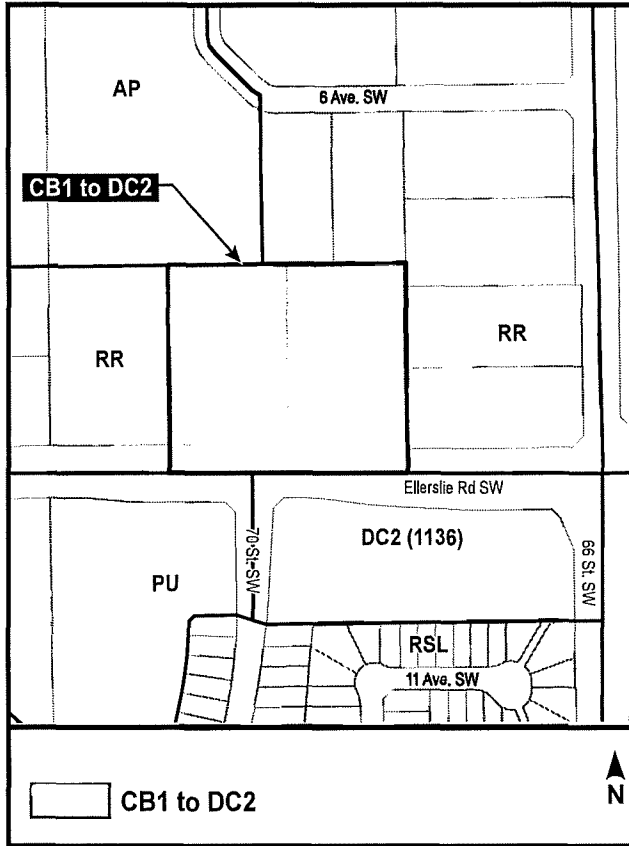 AP
6 Ave. SW
CB1 to DC2
RR
RR
Ellerslie Rd SW
70 St. SW
DC2 (1136)
66 St. SW
PU
RSL
11 Ave. SW
CB1 to DC2
N